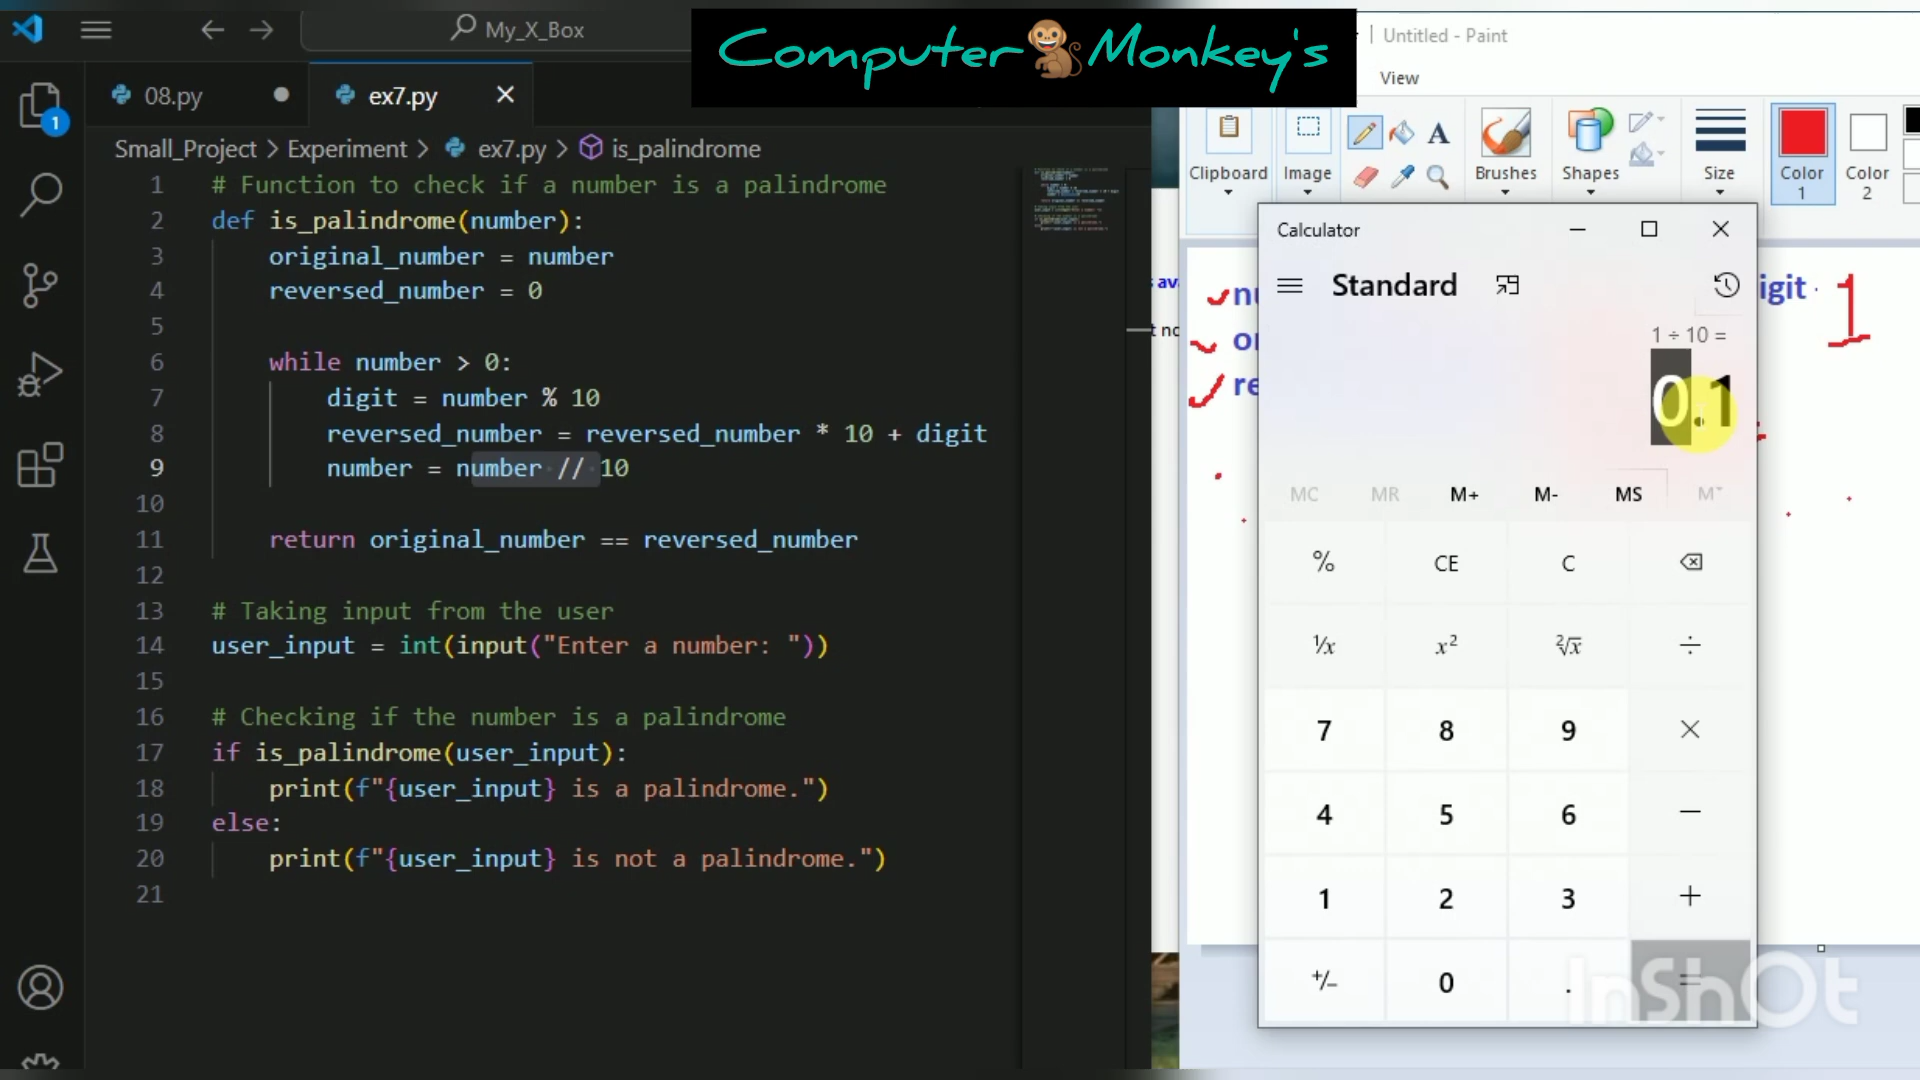 My_X_Box
Computer Monkey's
Untitled - Paint
08.py
ex7.py
View
Small_Project > Experiment > ex7.py > is_palindrome
1
1 # Function to check if a number is a palindrome
2 def is_palindrome(number):
3 original_number = number
4 reversed_number = 0
5
6 while number > 0:
7 digit = number % 10
8 reversed_number = reversed_number * 10 + digit
9 number = number // 10
10
11 return original_number == reversed_number
12
13 # Taking input from the user
14 user_input = int(input("Enter a number: "))
15
16 # Checking if the number is a palindrome
17 if is_palindrome(user_input):
18 print(f"{user_input} is a palindrome.")
19 else:
20 print(f"{user_input} is not a palindrome.")
21
Clipboard Image Brushes Shapes Size Color 1 Color 2
A
igit 1
Calculator
Standard
1 ÷ 10 =
0.1
MC MR M+ M- MS M˅
% CE C
⅟x x² ²√x ÷
7 8 9 ×
4 5 6 −
1 2 3 +
+/− 0 . =
InShOt